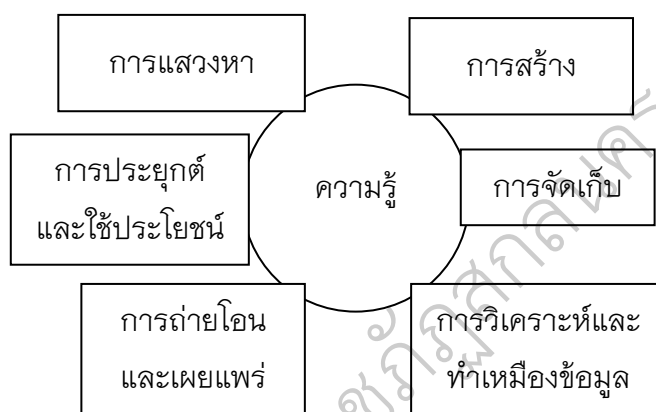 การแสวงหา
การสร้าง
การประยุกต์
และใช้ประโยชน์
ความรู้
การจัดเก็บ
การถ่ายโอน
และเผยแพร่
การวิเคราะห์และ
ทำเหมืองข้อมูล